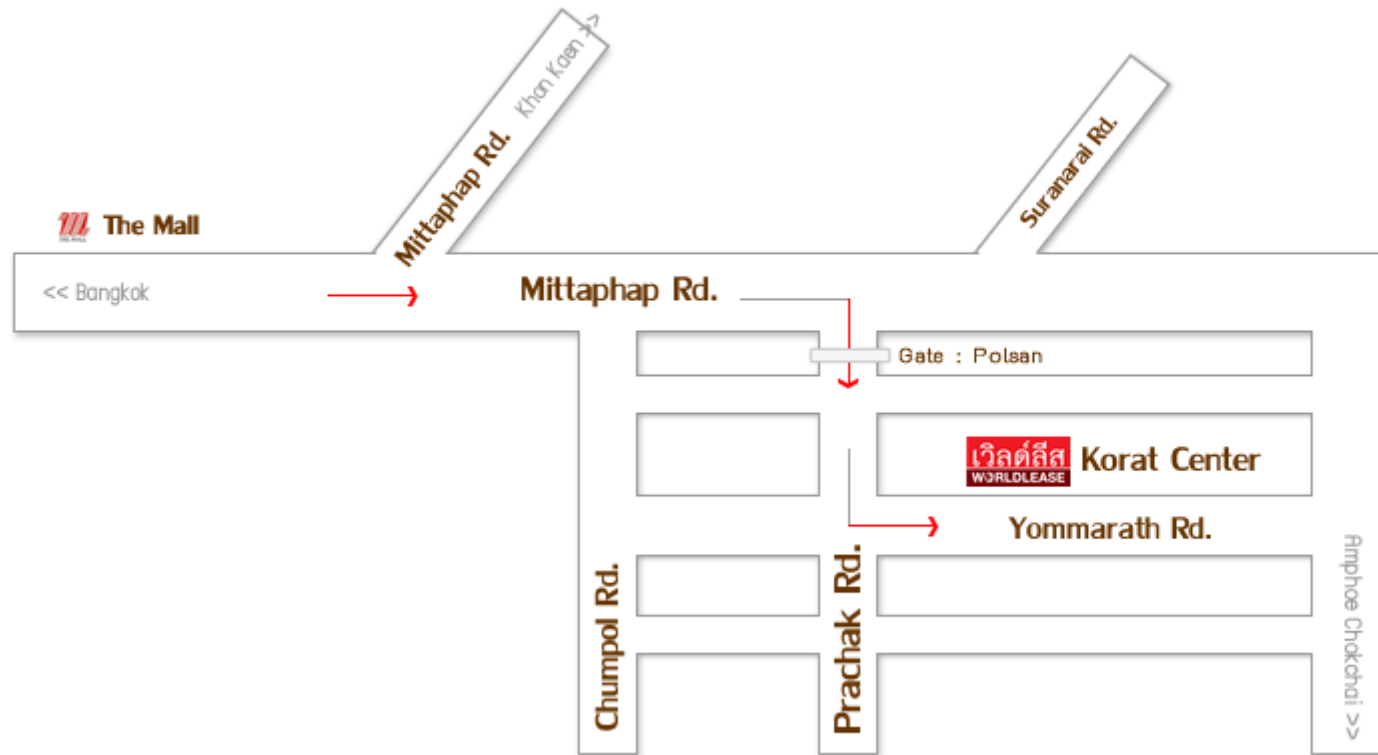 Khon Kaen >>
Mittaphap Rd.
Suranarai Rd.
The Mall
<< Bangkok
Mittaphap Rd.
Gate : Polsan
เวิลด์ลีส
WORLDLEASE
Korat Center
Yommarath Rd.
Chumpol Rd.
Prachak Rd.
Amphoe Chokchai >>